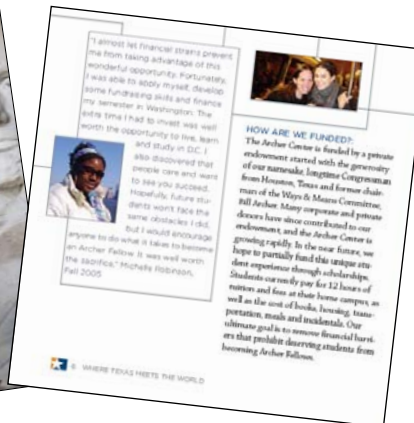 "I almost let financial strains prevent
me from taking advantage of this
wonderful opportunity. Fortunately,
I was able to apply myself, develop
some fundraising skills and finance
my semester in Washington. The
extra time I had to invest was well
worth the opportunity to live, learn
and study in D.C. I
also discovered that
people care and want
to see you succeed.
Hopefully, future stu-
dents won't face the
same obstacles I did,
but I would encourage
anyone to do what it takes to become
an Archer Fellow. It was well worth
the sacrifice." Michelle Robinson,
Fall 2005
HOW ARE WE FUNDED?:
The Archer Center is funded by a private
endowment started with the generosity
of our namesake, longtime Congressman
from Houston, Texas and former chair-
man of the Ways & Means Committee,
Bill Archer. Many corporate and private
donors have since contributed to our
endowment, and the Archer Center is
growing rapidly. In the near future, we
hope to partially fund this unique stu-
dent experience through scholarships.
Students currently pay for 12 hours of
tuition and fees at their home campus, as
well as the cost of books, housing, trans-
portation, meals and incidentals. Our
ultimate goal is to remove financial barri-
ers that prohibit deserving students from
becoming Archer Fellows.
6 WHERE TEXAS MEETS THE WORLD